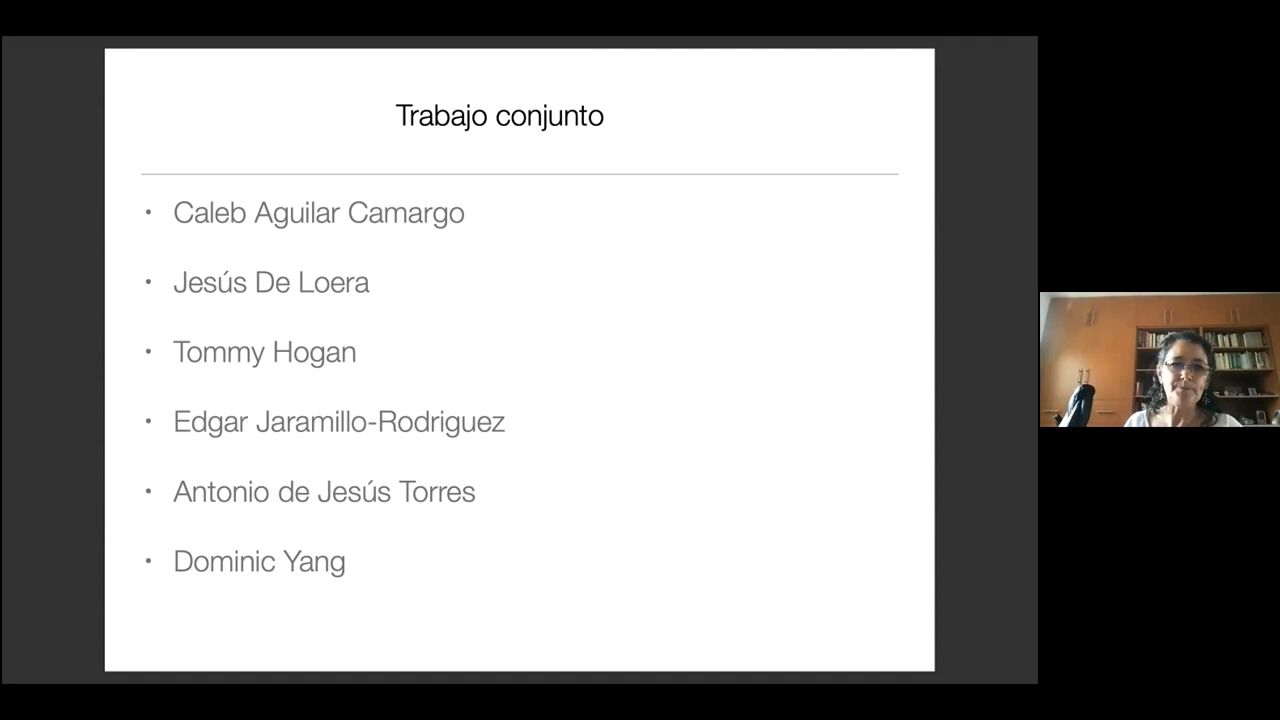 Trabajo conjunto
• Caleb Aguilar Camargo
• Jesús De Loera
• Tommy Hogan
• Edgar Jaramillo-Rodriguez
• Antonio de Jesús Torres
• Dominic Yang